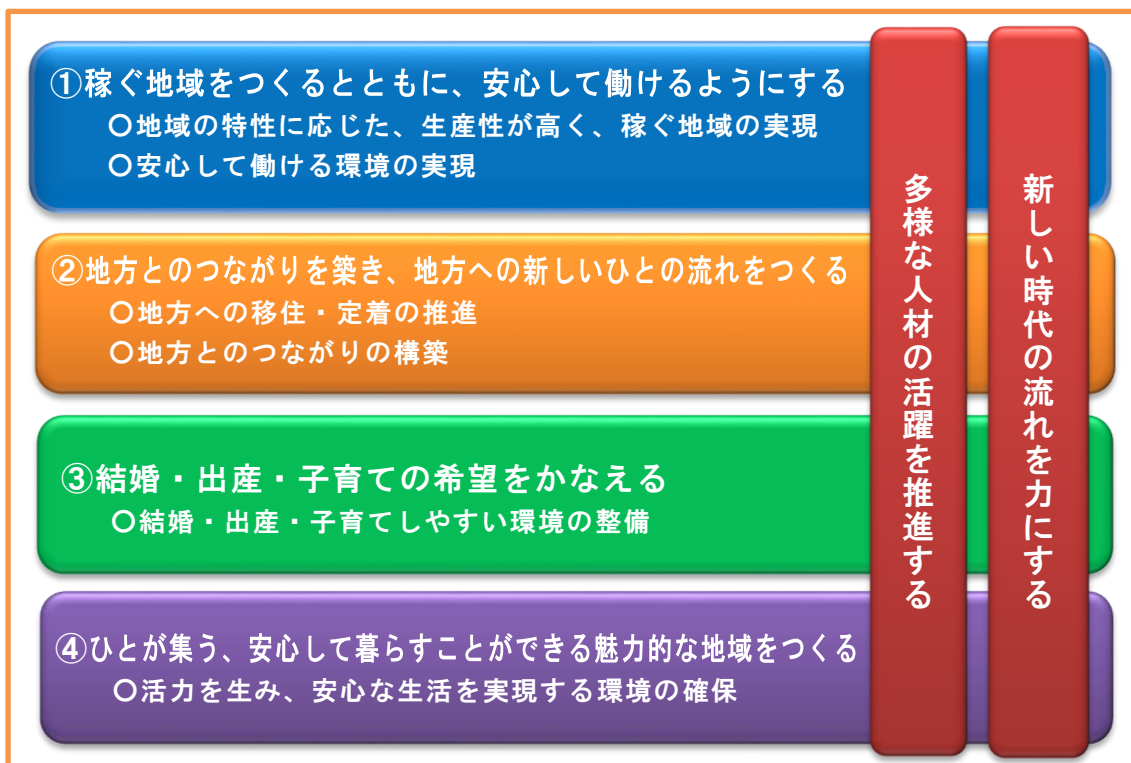 ①稼ぐ地域をつくるとともに、安心して働けるようにする
〇地域の特性に応じた、生産性が高く、稼ぐ地域の実現
〇安心して働ける環境の実現
②地方とのつながりを築き、地方への新しいひとの流れをつくる
〇地方への移住・定着の推進
〇地方とのつながりの構築
③結婚・出産・子育ての希望をかなえる
〇結婚・出産・子育てしやすい環境の整備
④ひとが集う、安心して暮らすことができる魅力的な地域をつくる
〇活力を生み、安心な生活を実現する環境の確保
多様な人材の活躍を推進する
新しい時代の流れを力にする